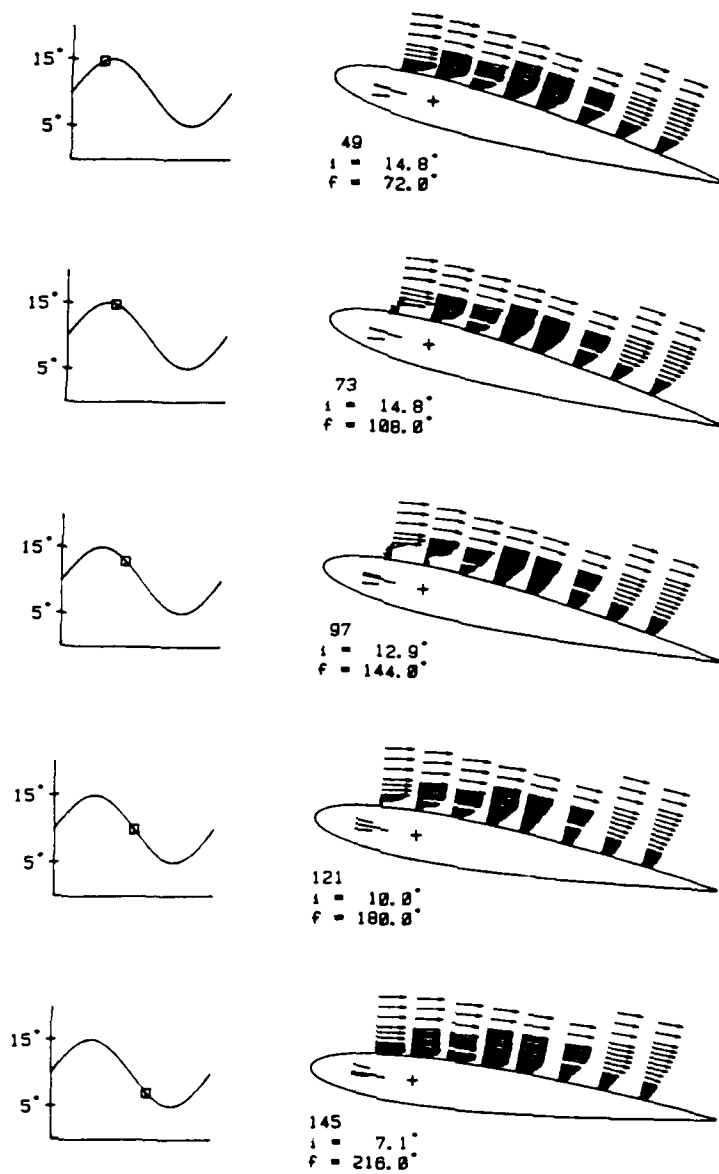 15°
5°
49
i = 14.8°
f = 72.0°
15°
5°
73
i = 14.8°
f = 108.0°
15°
5°
97
i = 12.9°
f = 144.0°
15°
5°
121
i = 10.0°
f = 180.0°
15°
5°
145
i = 7.1°
f = 216.0°